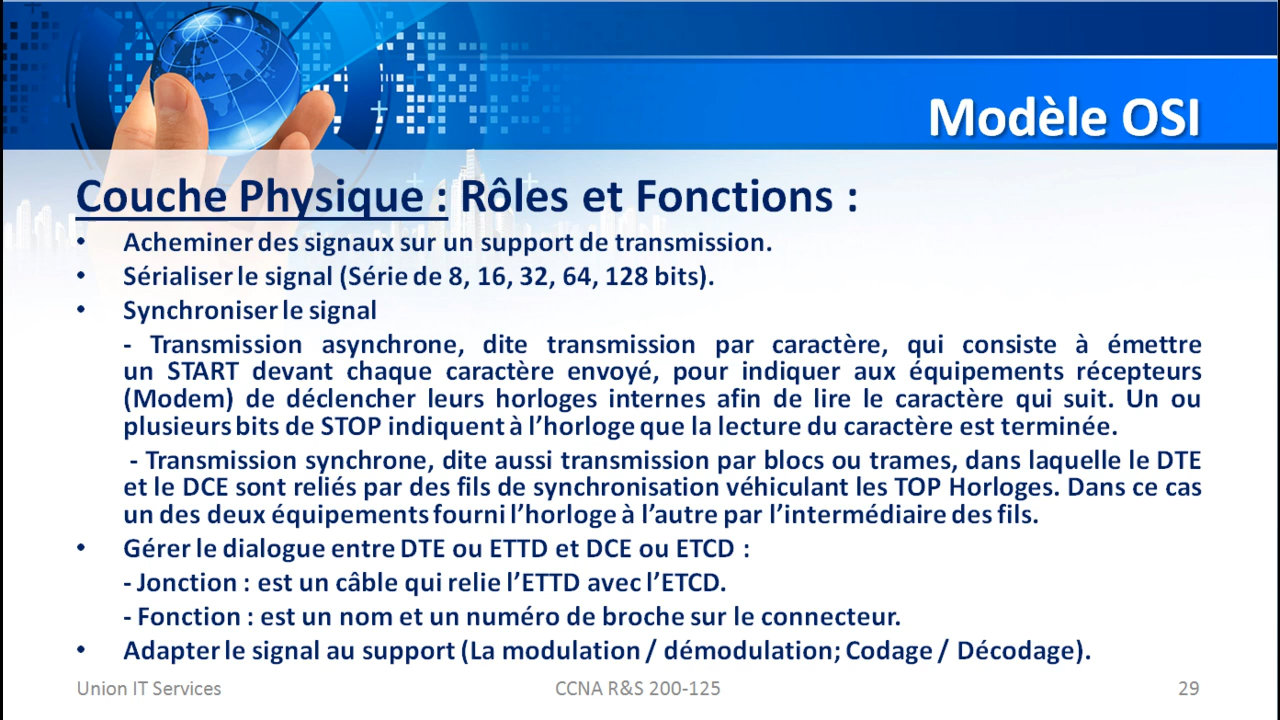 Modèle OSI
Couche Physique : Rôles et Fonctions :
• Acheminer des signaux sur un support de transmission.
• Sérialiser le signal (Série de 8, 16, 32, 64, 128 bits).
• Synchroniser le signal
- Transmission asynchrone, dite transmission par caractère, qui consiste à émettre
un START devant chaque caractère envoyé, pour indiquer aux équipements récepteurs
(Modem) de déclencher leurs horloges internes afin de lire le caractère qui suit. Un ou
plusieurs bits de STOP indiquent à l’horloge que la lecture du caractère est terminée.
- Transmission synchrone, dite aussi transmission par blocs ou trames, dans laquelle le DTE
et le DCE sont reliés par des fils de synchronisation véhiculant les TOP Horloges. Dans ce cas
un des deux équipements fourni l’horloge à l’autre par l’intermédiaire des fils.
• Gérer le dialogue entre DTE ou ETTD et DCE ou ETCD :
- Jonction : est un câble qui relie l’ETTD avec l’ETCD.
- Fonction : est un nom et un numéro de broche sur le connecteur.
• Adapter le signal au support (La modulation / démodulation; Codage / Décodage).
Union IT Services
CCNA R&S 200-125
29